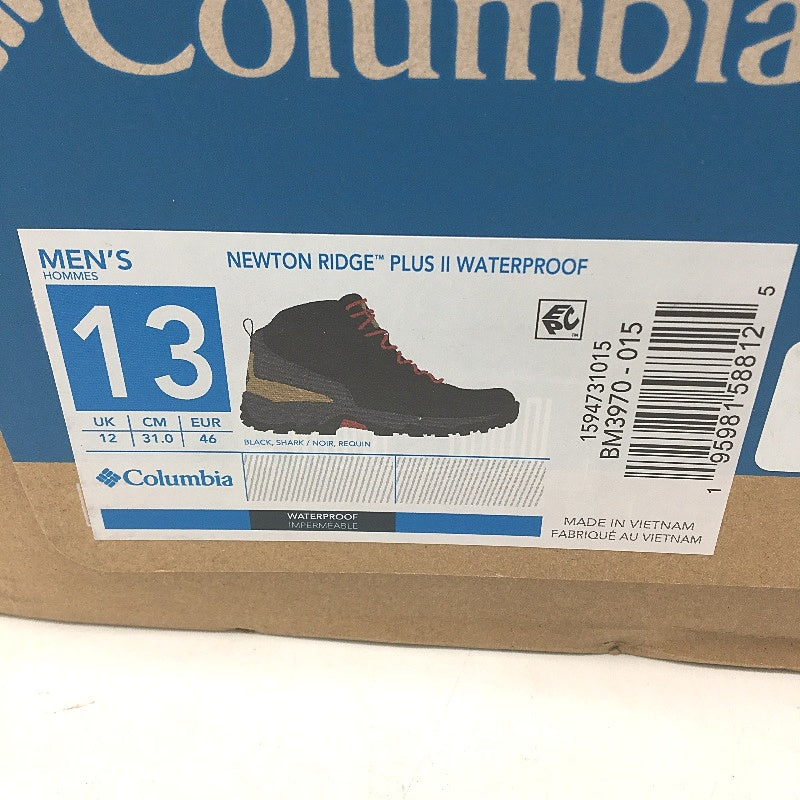 Columbia
MEN'S
HOMMES
13
UK CM EUR
12 31.0 46
NEWTON RIDGE™ PLUS II WATERPROOF
BLACK, SHARK / NOIR, REQUIN
EPC™
Columbia
WATERPROOF
IMPERMÉABLE
1594731015
BM3970 - 015
1 95981 58812 5
MADE IN VIETNAM
FABRIQUÉ AU VIETNAM